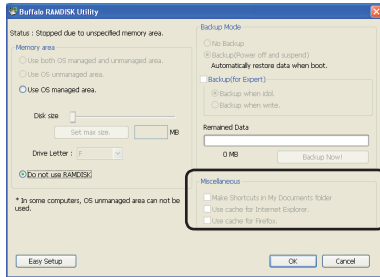 Buffalo RAMDISK Utility
Status : Stopped due to unspecified memory area.
Memory area
Use both OS managed and unmanaged area.
Use OS unmanaged area.
Use OS managed area.
Disk size
Set max size.
MB
Drive Letter : F
Do not use RAMDISK
* In some computers, OS unmanaged area can not be
used.
Easy Setup
Backup Mode
No Backup
Backup(Power off and suspend)
Automatically restore data when boot.
Backup(for Expert)
Backup when idol.
Backup when write.
Remained Data
0 MB
Backup Now!
Miscellaneous
Make Shortcuts in My Documents folder
Use cache for Internet Explorer.
Use cache for Firefox.
OK
Cancel